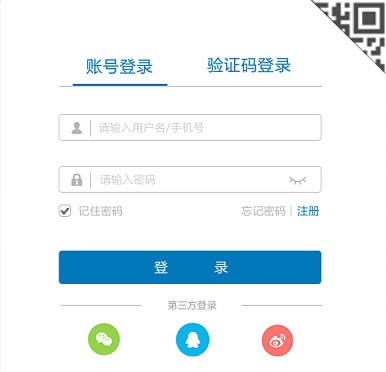 账号登录 验证码登录
请输入用户名/手机号
请输入密码
记住密码 忘记密码|注册
登 录
第三方登录